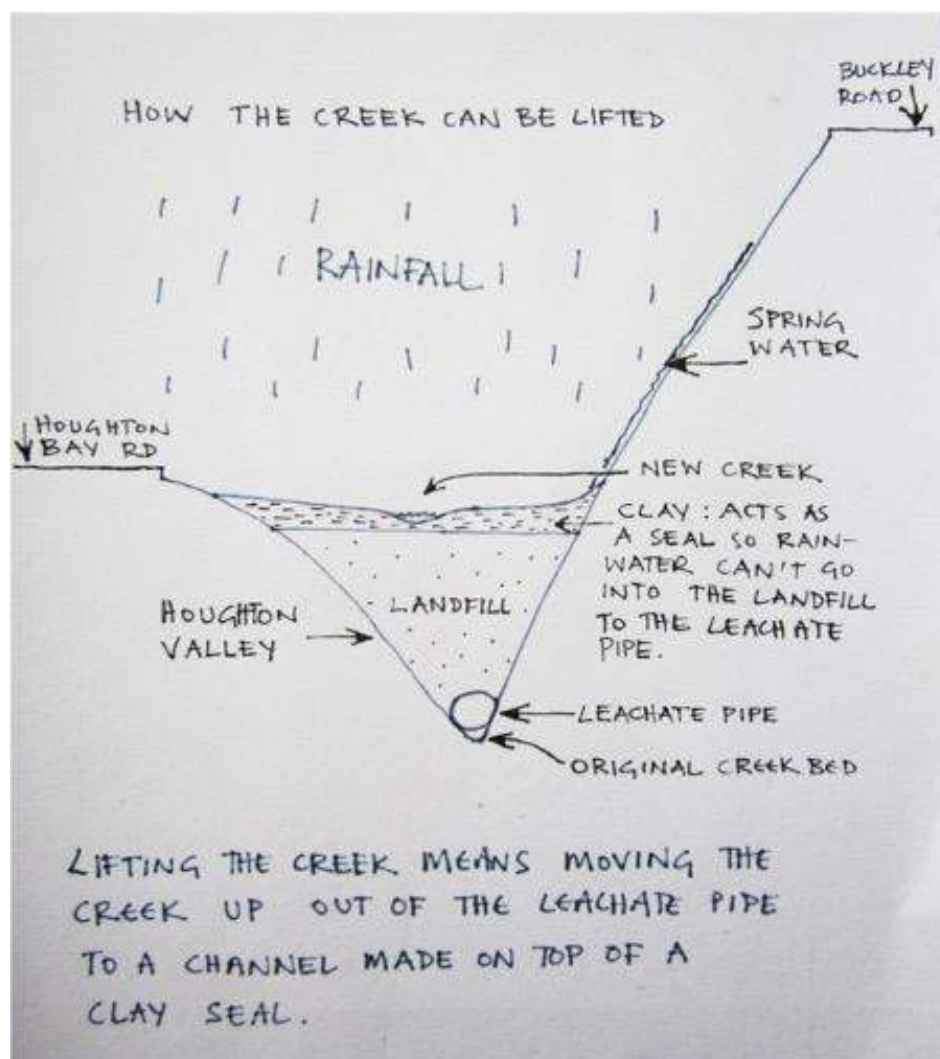 BUCKLEY
ROAD
HOW THE CREEK CAN BE LIFTED
RAINFALL
SPRING
WATER
HOUGHTON
BAY RD
NEW CREEK
CLAY: ACTS AS
A SEAL SO RAIN-
WATER CAN'T GO
INTO THE LANDFILL
TO THE LEACHATE
PIPE.
LANDFILL
HOUGHTON
VALLEY
LEACHATE PIPE
ORIGINAL CREEK BED
LIFTING THE CREEK MEANS MOVING THE
CREEK UP OUT OF THE LEACHATE PIPE
TO A CHANNEL MADE ON TOP OF A
CLAY SEAL.